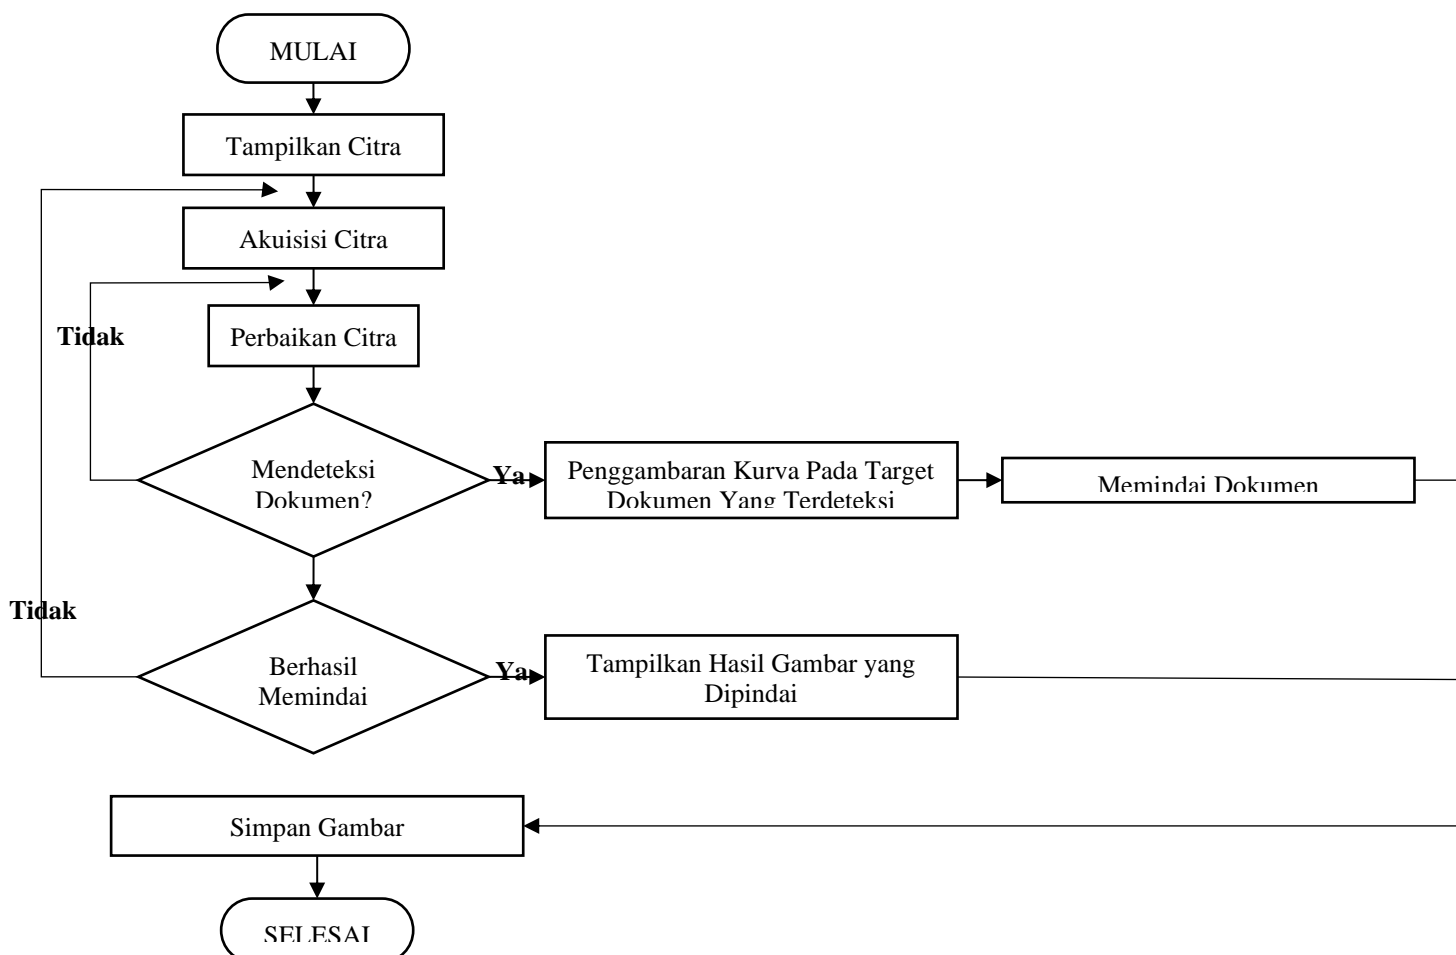 MULAI
Tampilkan Citra
Akuisisi Citra
Tidak
Perbaikan Citra
Mendeteksi
Dokumen?
Ya
Penggambaran Kurva Pada Target
Dokumen Yang Terdeteksi
Memindai Dokumen
Tidak
Berhasil
Memindai
Ya
Tampilkan Hasil Gambar yang
Dipindai
Simpan Gambar
SELESAI